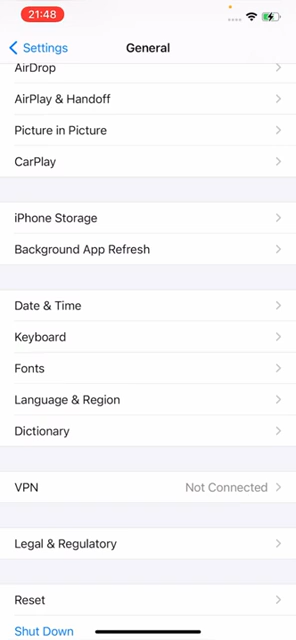 21:48
Settings
General
AirDrop
AirPlay & Handoff
Picture in Picture
CarPlay
iPhone Storage
Background App Refresh
Date & Time
Keyboard
Fonts
Language & Region
Dictionary
VPN Not Connected
Legal & Regulatory
Reset
Shut Down